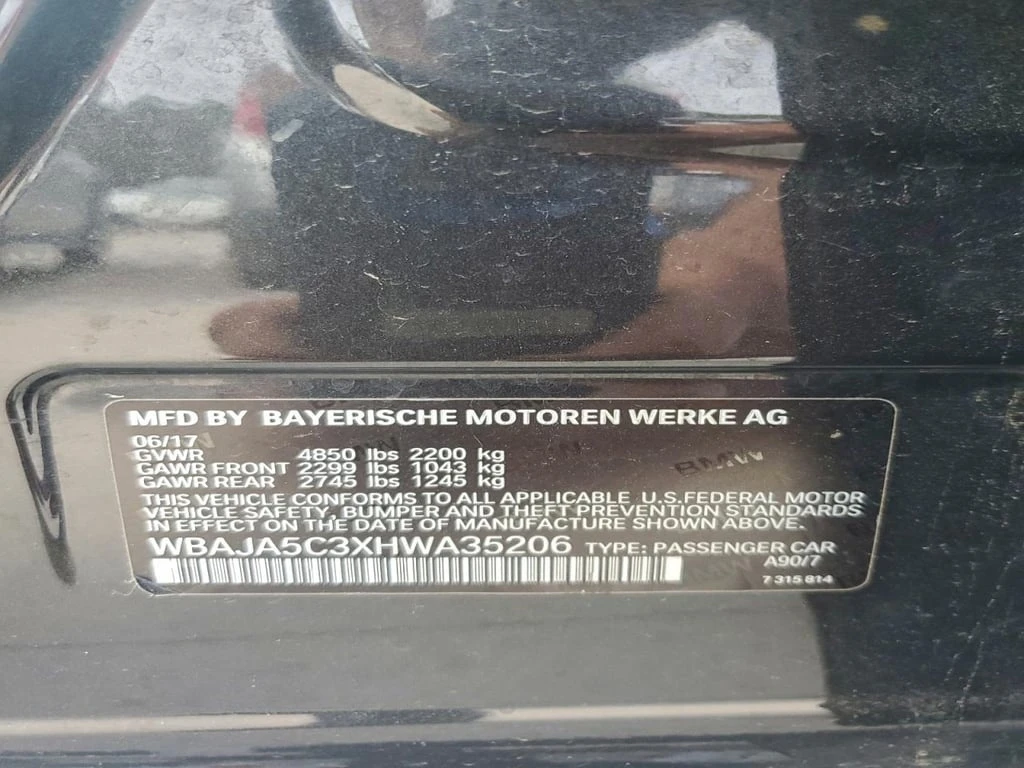 MFD BY BAYERISCHE MOTOREN WERKE AG
06/17
GVWR 4850 lbs 2200 kg
GAWR FRONT 2299 lbs 1043 kg
GAWR REAR 2745 lbs 1245 kg
THIS VEHICLE CONFORMS TO ALL APPLICABLE U.S.FEDERAL MOTOR
VEHICLE SAFETY, BUMPER AND THEFT PREVENTION STANDARDS
IN EFFECT ON THE DATE OF MANUFACTURE SHOWN ABOVE.
WBAJA5C3XHWA35206 TYPE: PASSENGER CAR
A90/7
7 315 814
BMW